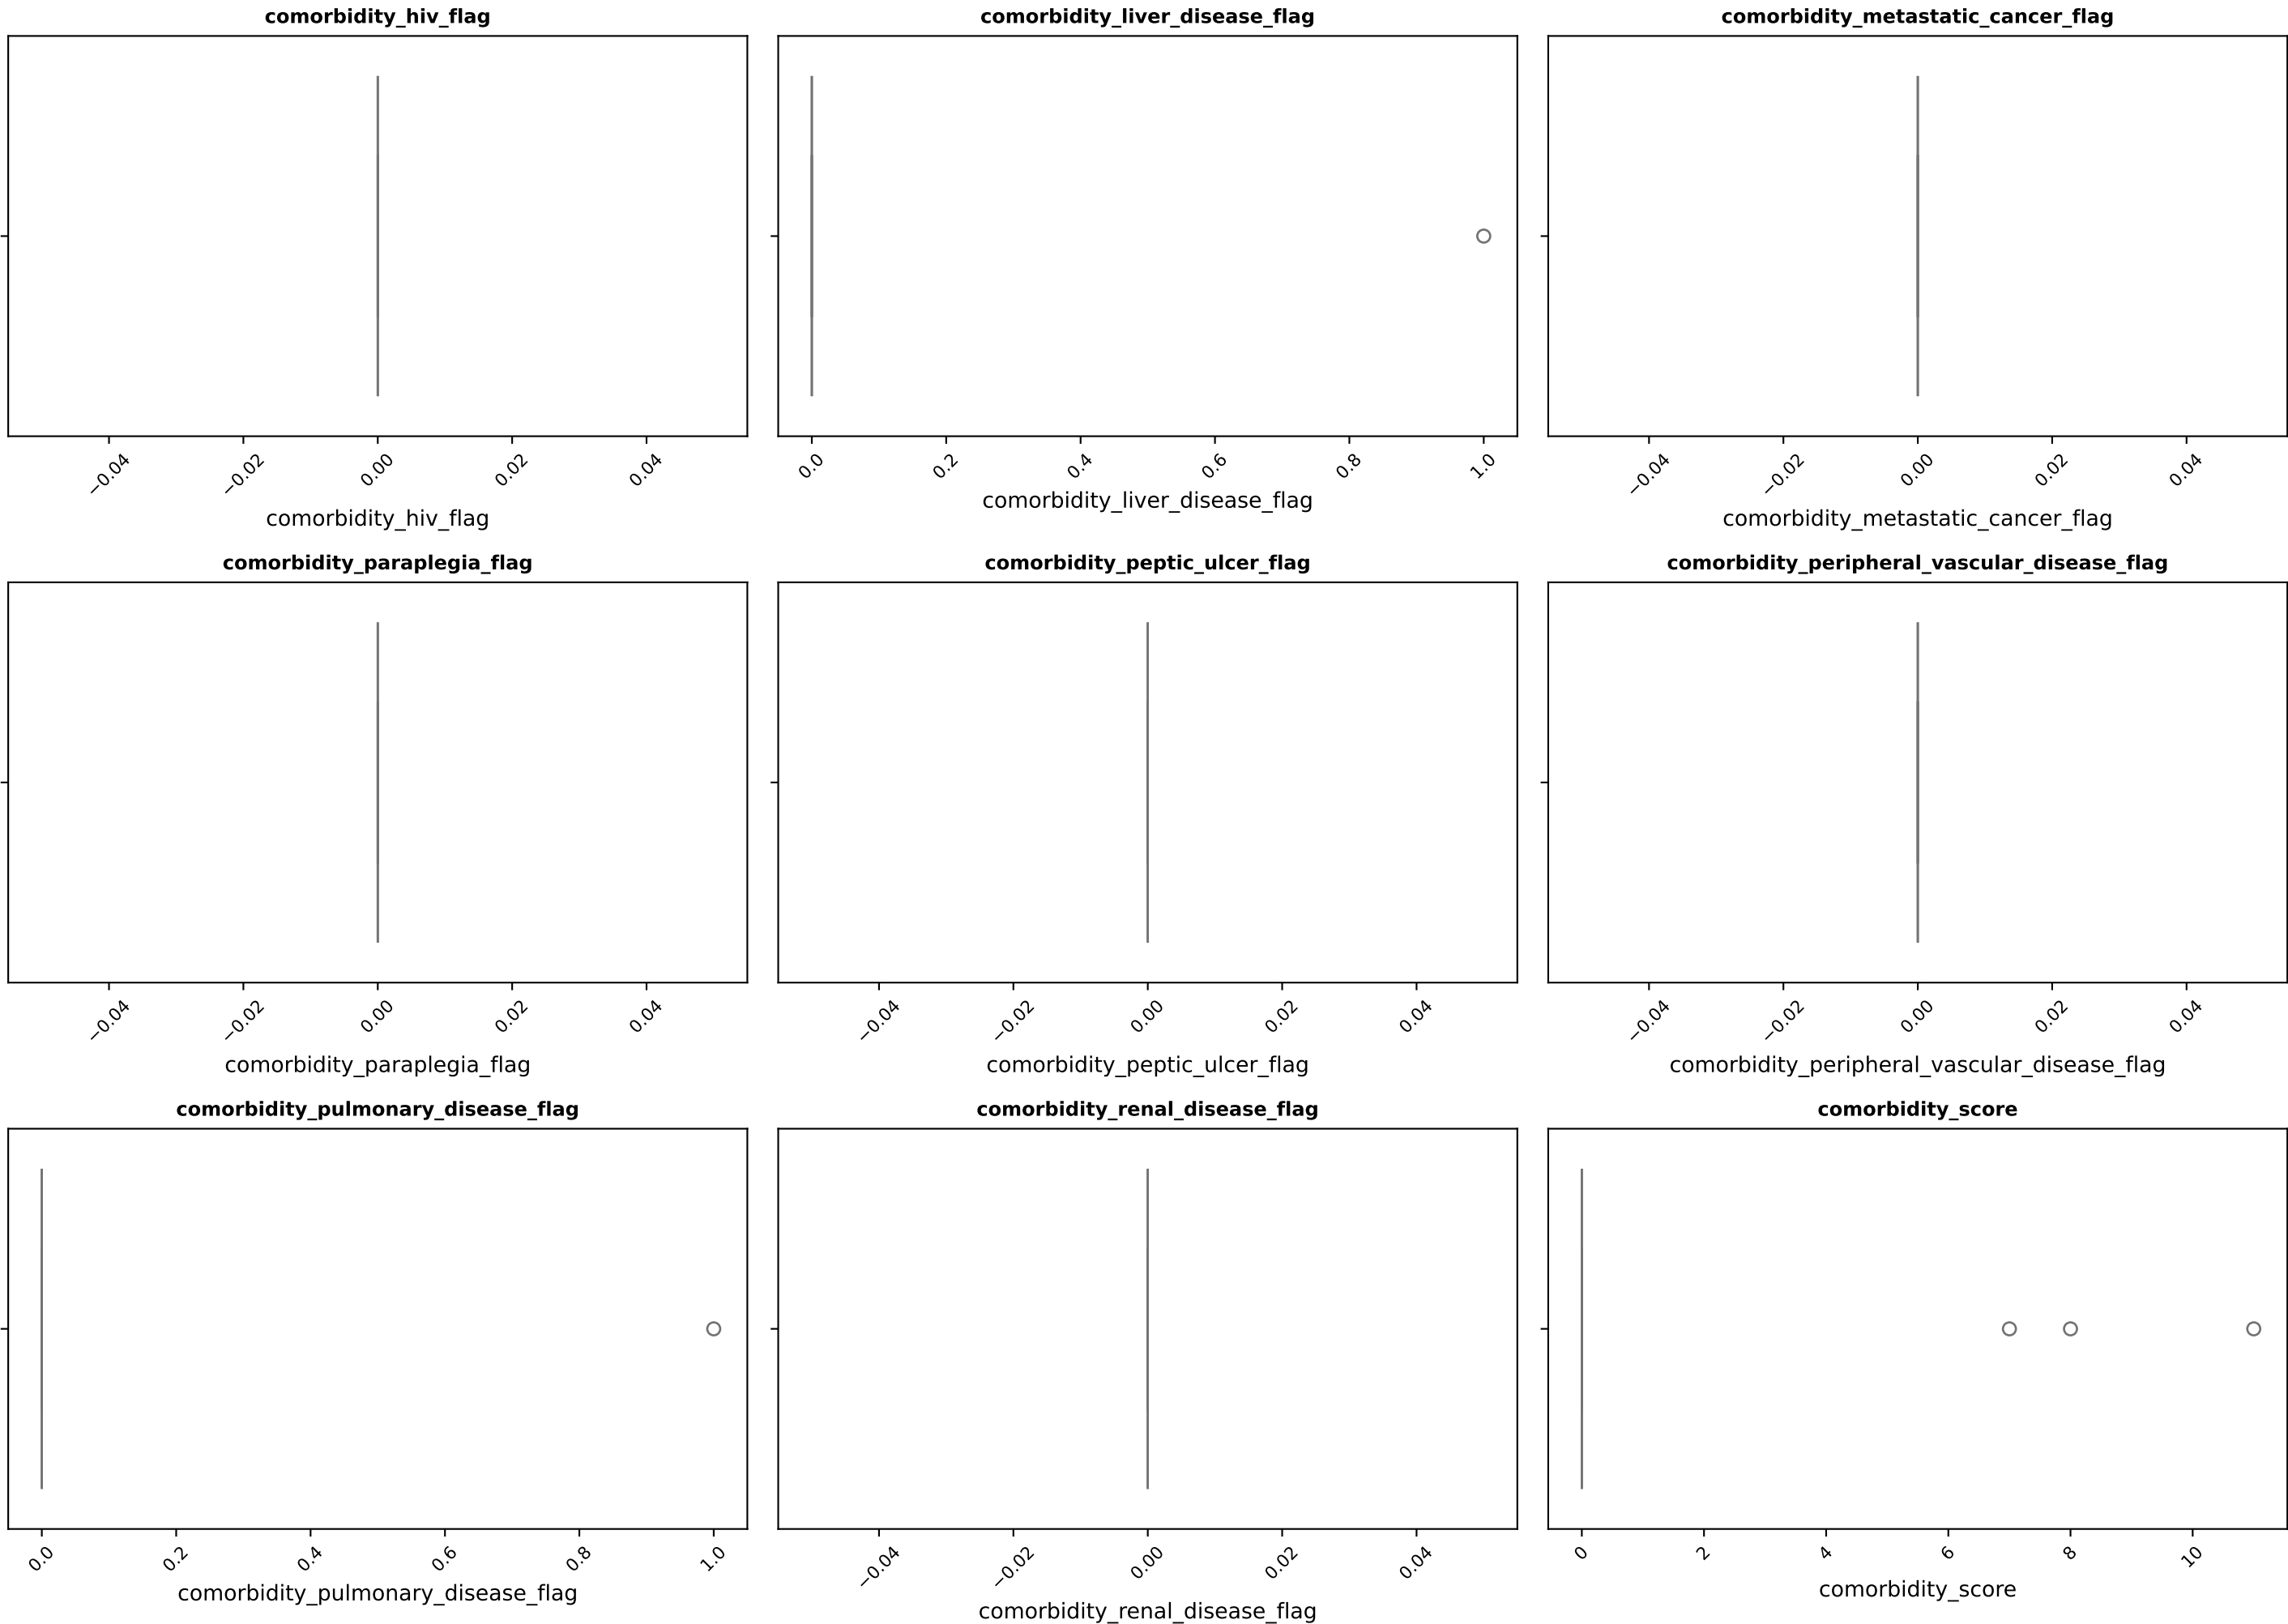 comorbidity_hiv_flag
comorbidity_liver_disease_flag
comorbidity_metastatic_cancer_flag
−0.04 −0.02 0.00 0.02 0.04
0.0 0.2 0.4 0.6 0.8 1.0
−0.04 −0.02 0.00 0.02 0.04
comorbidity_hiv_flag
comorbidity_liver_disease_flag
comorbidity_metastatic_cancer_flag
comorbidity_paraplegia_flag
comorbidity_peptic_ulcer_flag
comorbidity_peripheral_vascular_disease_flag
−0.04 −0.02 0.00 0.02 0.04
−0.04 −0.02 0.00 0.02 0.04
−0.04 −0.02 0.00 0.02 0.04
comorbidity_paraplegia_flag
comorbidity_peptic_ulcer_flag
comorbidity_peripheral_vascular_disease_flag
comorbidity_pulmonary_disease_flag
comorbidity_renal_disease_flag
comorbidity_score
0.0 0.2 0.4 0.6 0.8 1.0
−0.04 −0.02 0.00 0.02 0.04
0 2 4 6 8 10
comorbidity_pulmonary_disease_flag
comorbidity_renal_disease_flag
comorbidity_score